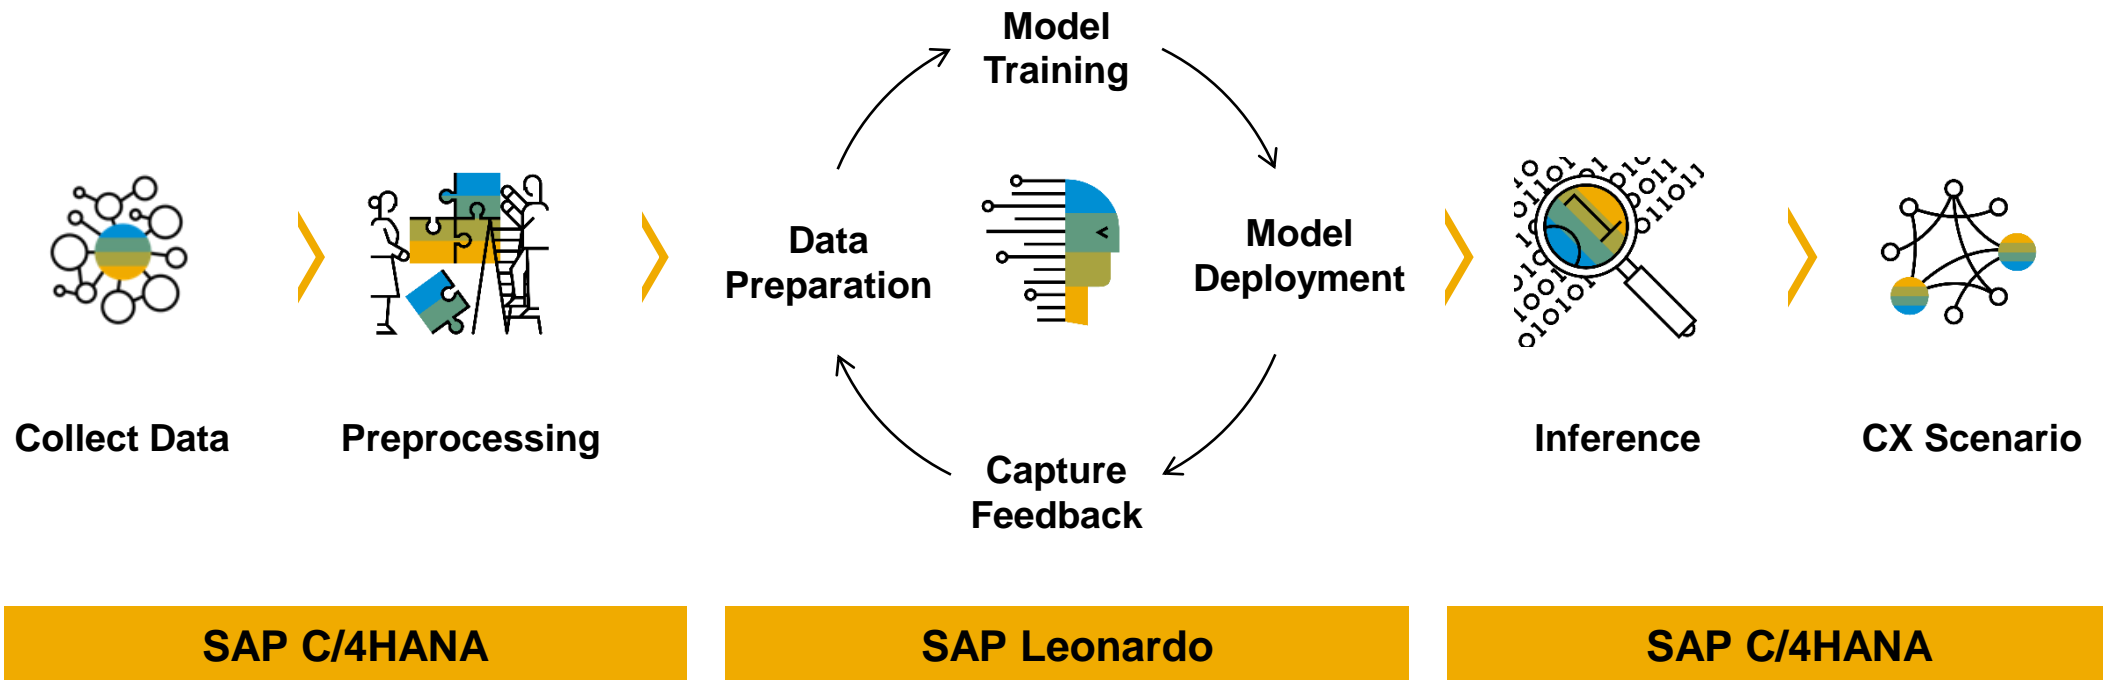 Model
Training
Data
Preparation
Model
Deployment
Capture
Feedback
Collect Data
Preprocessing
Inference
CX Scenario
SAP C/4HANA
SAP Leonardo
SAP C/4HANA